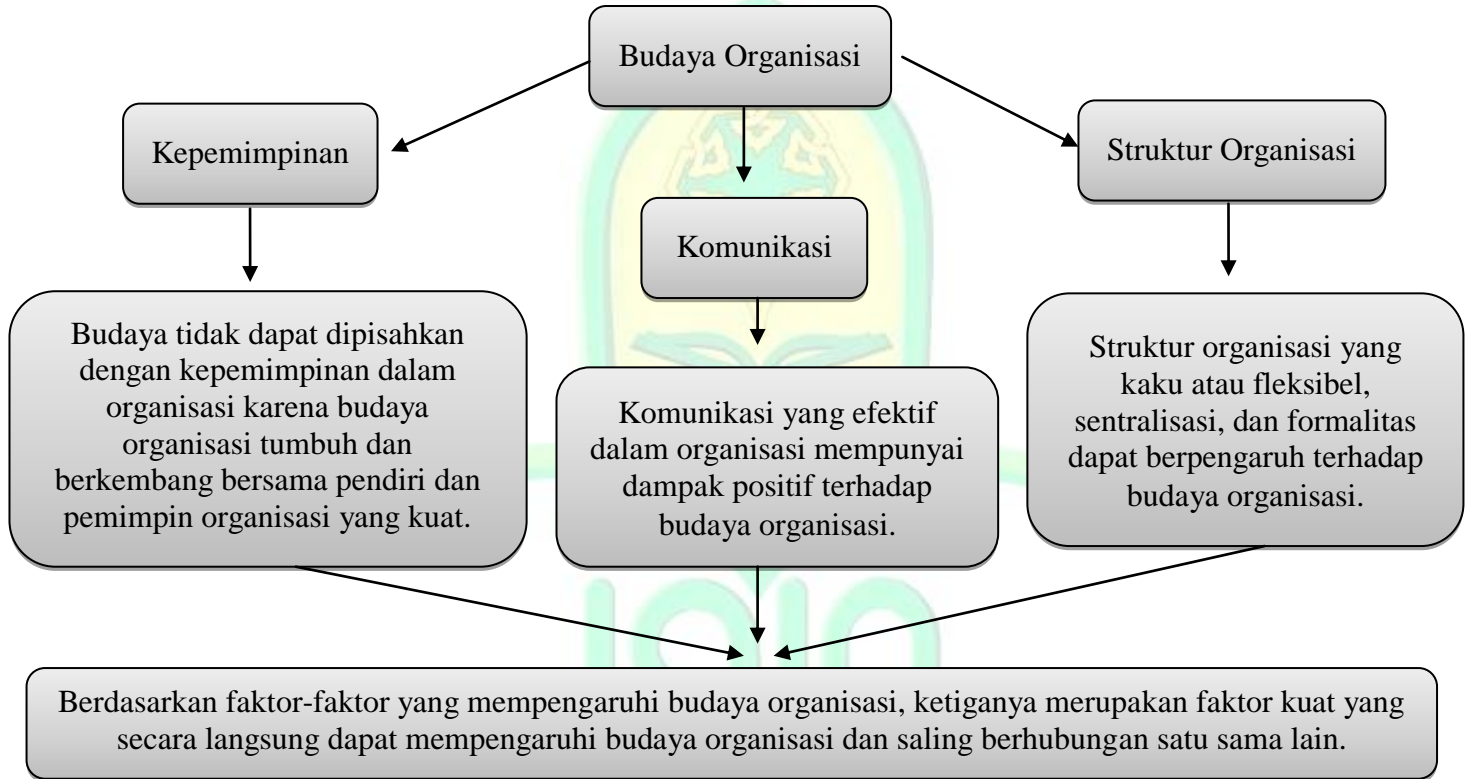 Budaya Organisasi
Kepemimpinan
Struktur Organisasi
Komunikasi
Budaya tidak dapat dipisahkan
dengan kepemimpinan dalam
organisasi karena budaya
organisasi tumbuh dan
berkembang bersama pendiri dan
pemimpin organisasi yang kuat.
Komunikasi yang efektif
dalam organisasi mempunyai
dampak positif terhadap
budaya organisasi.
Struktur organisasi yang
kaku atau fleksibel,
sentralisasi, dan formalitas
dapat berpengaruh terhadap
budaya organisasi.
iain
Berdasarkan faktor-faktor yang mempengaruhi budaya organisasi, ketiganya merupakan faktor kuat yang
secara langsung dapat mempengaruhi budaya organisasi dan saling berhubungan satu sama lain.